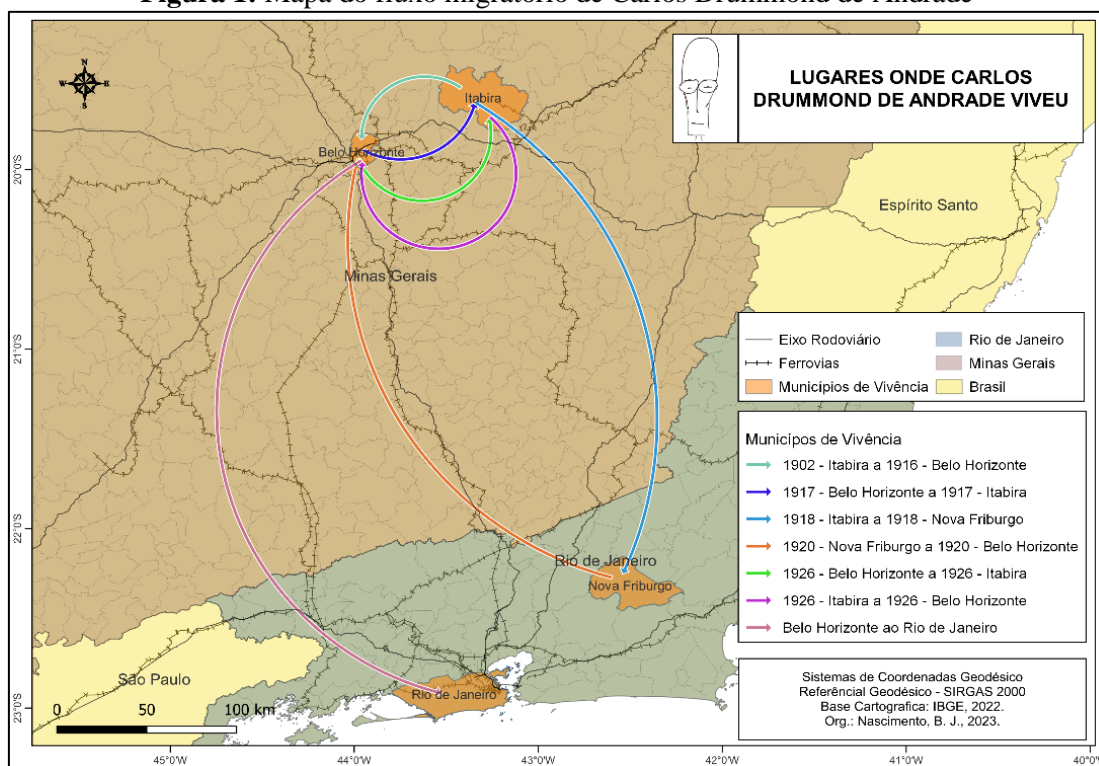 Figura 1: Mapa do fluxo migratório de Carlos Drummond de Andrade
LUGARES ONDE CARLOS
DRUMMOND DE ANDRADE VIVEU
N
W E
S
Itabira
Belo Horizonte
Espírito Santo
Minas Gerais
Rio de Janeiro
Nova Friburgo
São Paulo
Rio de Janeiro
Eixo Rodoviário
Ferrovias
Municípios de Vivência
Rio de Janeiro
Minas Gerais
Brasil
Municípos de Vivência
1902 - Itabira a 1916 - Belo Horizonte
1917 - Belo Horizonte a 1917 - Itabira
1918 - Itabira a 1918 - Nova Friburgo
1920 - Nova Friburgo a 1920 - Belo Horizonte
1926 - Belo Horizonte a 1926 - Itabira
1926 - Itabira a 1926 - Belo Horizonte
Belo Horizonte ao Rio de Janeiro
Sistemas de Coordenadas Geodésico
Referêncial Geodésico - SIRGAS 2000
Base Cartografica: IBGE, 2022.
Org.: Nascimento, B. J., 2023.
0 50 100 km
20°0'S
21°0'S
22°0'S
23°0'S
45°0'W 44°0'W 43°0'W 42°0'W 41°0'W 40°0'W